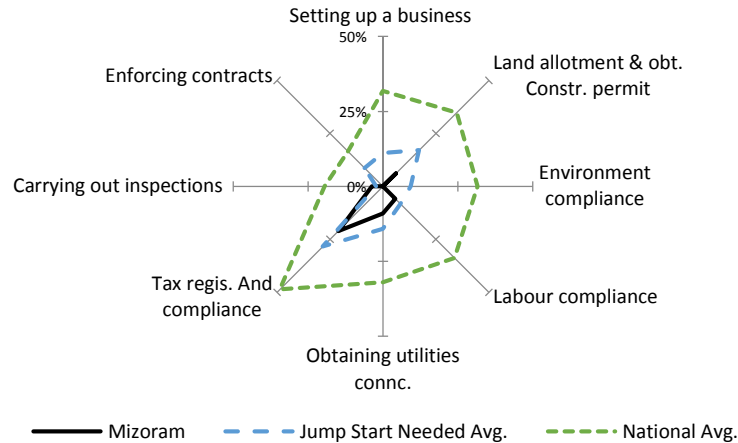 Setting up a business
50%
Land allotment & obt.
Constr. permit
Enforcing contracts
25%
Carrying out inspections
0%
Environment
compliance
Tax regis. And
compliance
Labour compliance
Obtaining utilities
connc.
Mizoram
Jump Start Needed Avg.
National Avg.